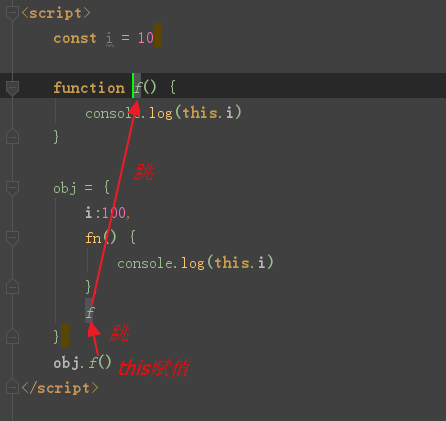 <script>
const i = 10
function f() {
console.log(this.i)
}
跳
obj = {
i:100,
fn() {
console.log(this.i)
}
f
}
跳
obj.f()
this赋值
</script>